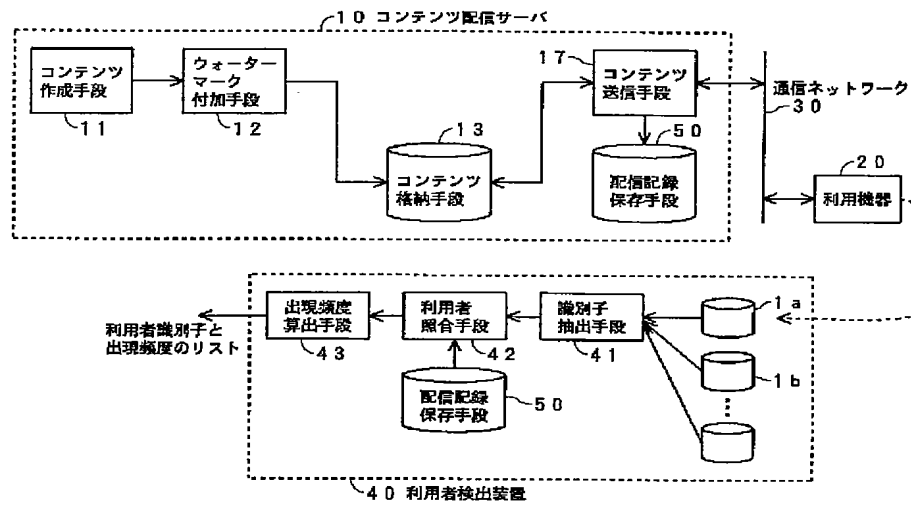 10 コンテンツ配信サーバ
コンテンツ
作成手段
11
ウォーター
マーク
付加手段
12
13
コンテンツ
格納手段
17
コンテンツ
送信手段
50
配信記録
保存手段
通信ネットワーク
30
20
利用機器
利用者識別子と
出現頻度のリスト
出現頻度
算出手段
43
利用者
照合手段
42
識別子
抽出手段
41
1a
1b
配信記録
保存手段
50
40 利用者検出装置